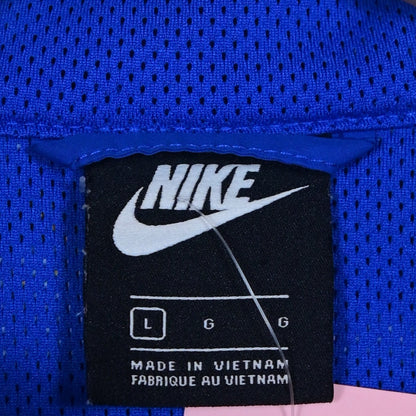 NIKE
L G G
MADE IN VIETNAM
FABRIQUE AU VIETNAM